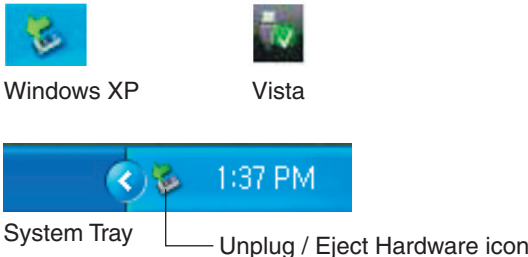 Windows XP
Vista
1:37 PM
System Tray
Unplug / Eject Hardware icon